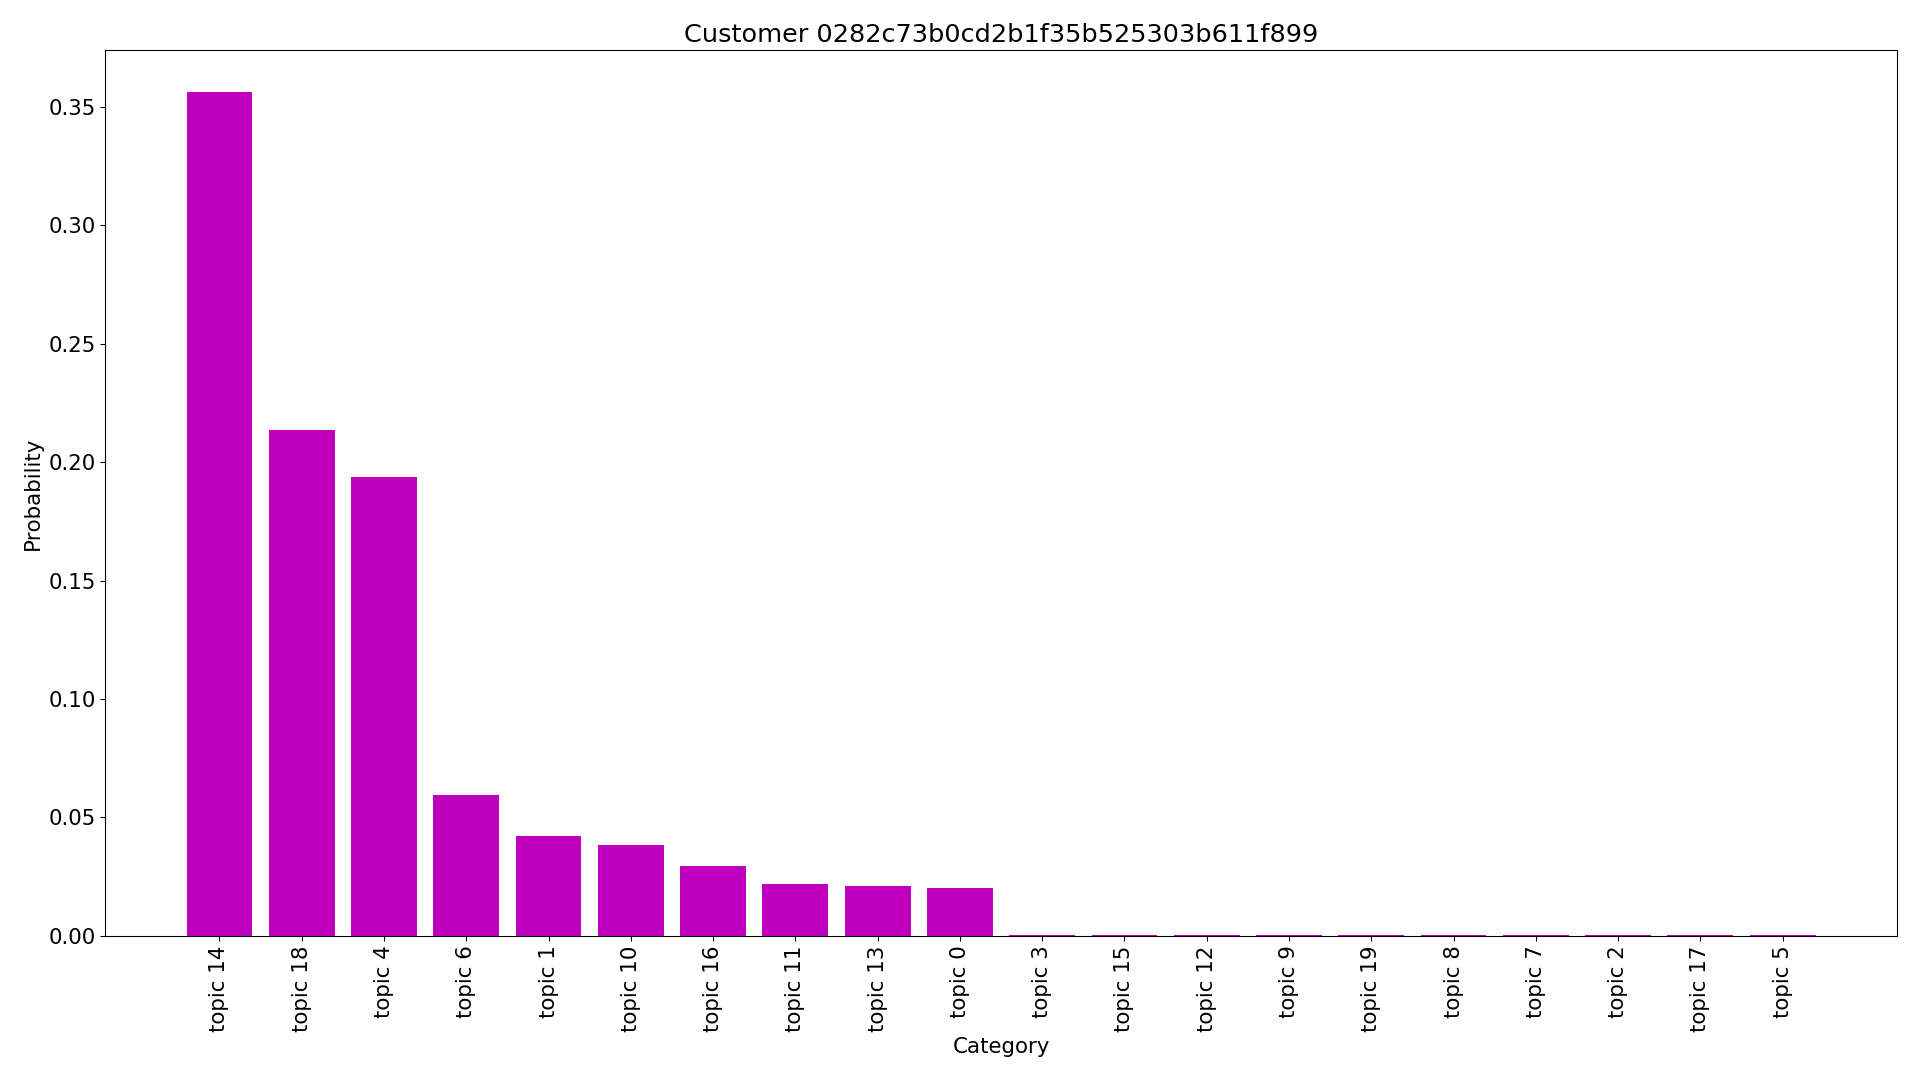 Customer 0282c73b0cd2b1f35b525303b611f899
Probability
0.35
0.30
0.25
0.20
0.15
0.10
0.05
0.00
topic 14
topic 18
topic 4
topic 6
topic 1
topic 10
topic 16
topic 11
topic 13
topic 0
topic 3
topic 15
topic 12
topic 9
topic 19
topic 8
topic 7
topic 2
topic 17
topic 5
Category